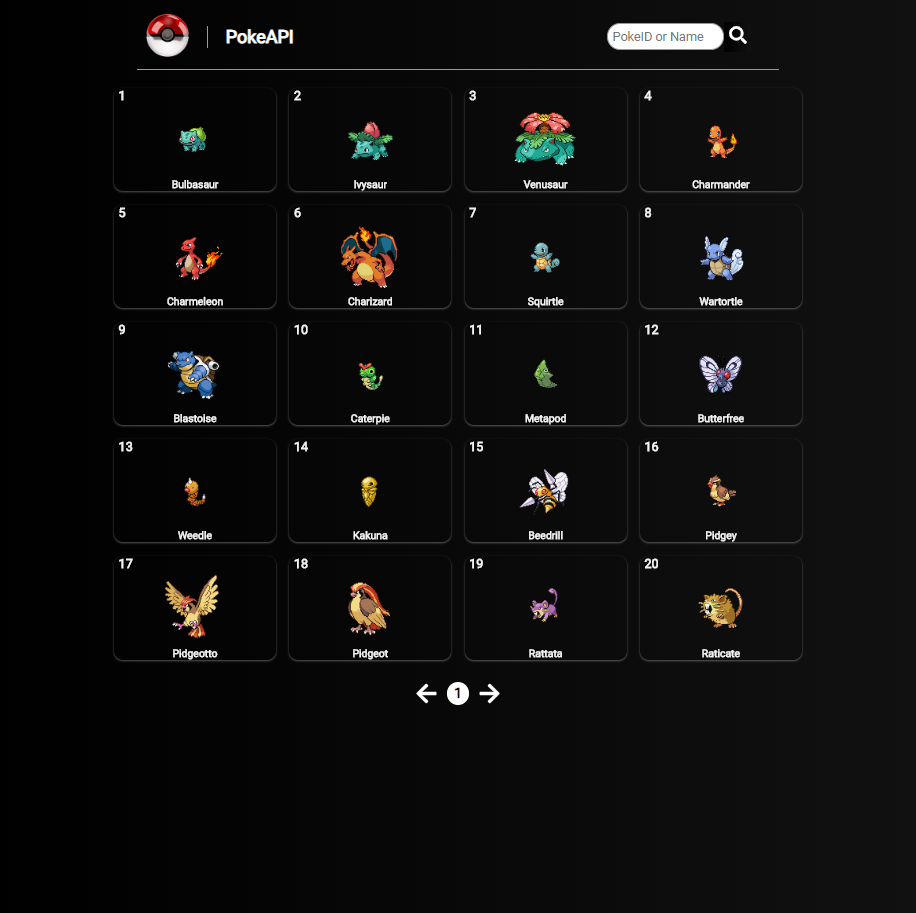 PokeAPI
PokeID or Name
1
2
3
4
Bulbasaur
Ivysaur
Venusaur
Charmander
5
6
7
8
Charmeleon
Charizard
Squirtle
Wartortle
9
10
11
12
Blastoise
Caterpie
Metapod
Butterfree
13
14
15
16
Weedle
Kakuna
Beedrill
Pidgey
17
18
19
20
Pidgeotto
Pidgeot
Rattata
Raticate
1